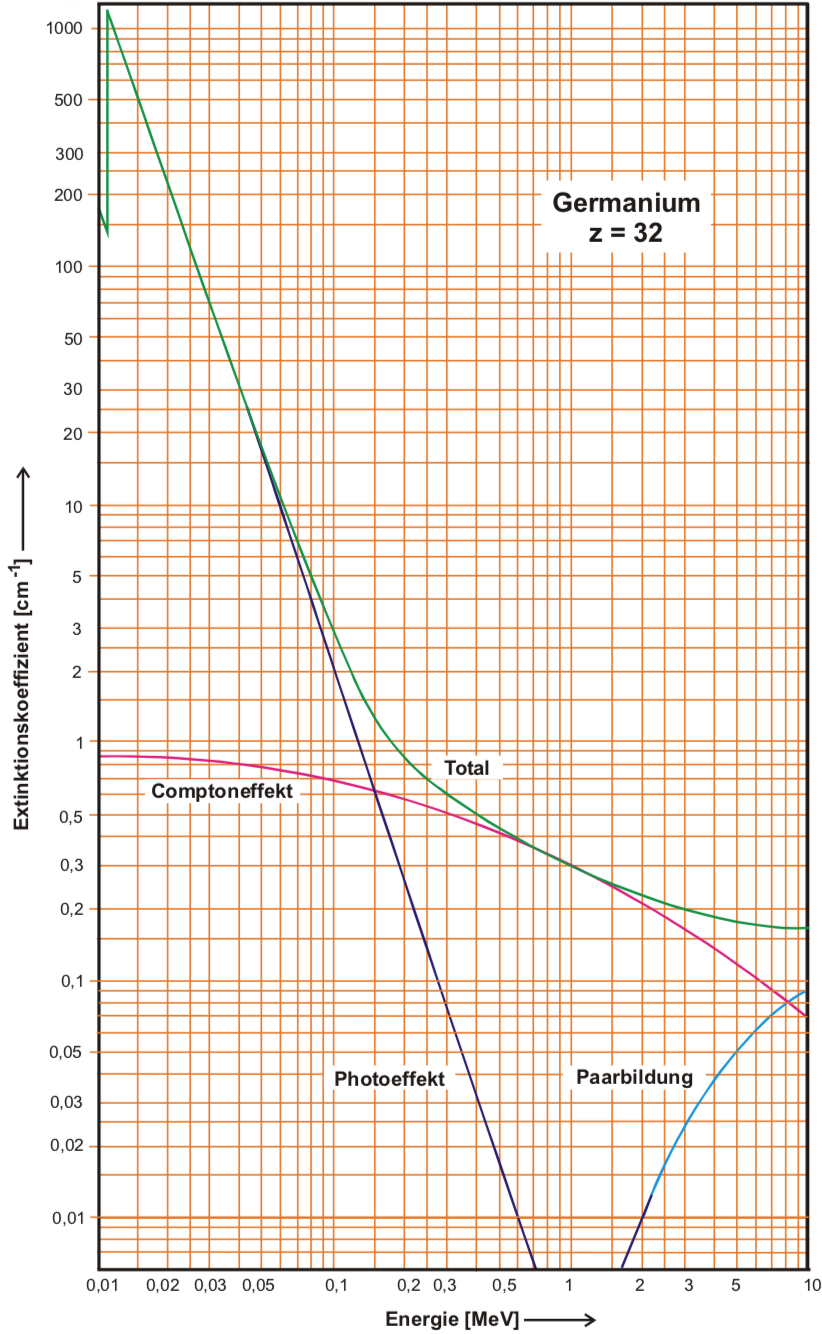 1000
500
300
200
100
50
30
20
10
5
3
2
1
0,5
0,3
0,2
0,1
0,05
0,03
0,02
0,01
Extinktionskoeffizient [cm⁻¹]
Germanium
z = 32
Total
Comptoneffekt
Photoeffekt
Paarbildung
0,01 0,02 0,03 0,05 0,1 0,2 0,3 0,5 1 2 3 5 10
Energie [MeV]